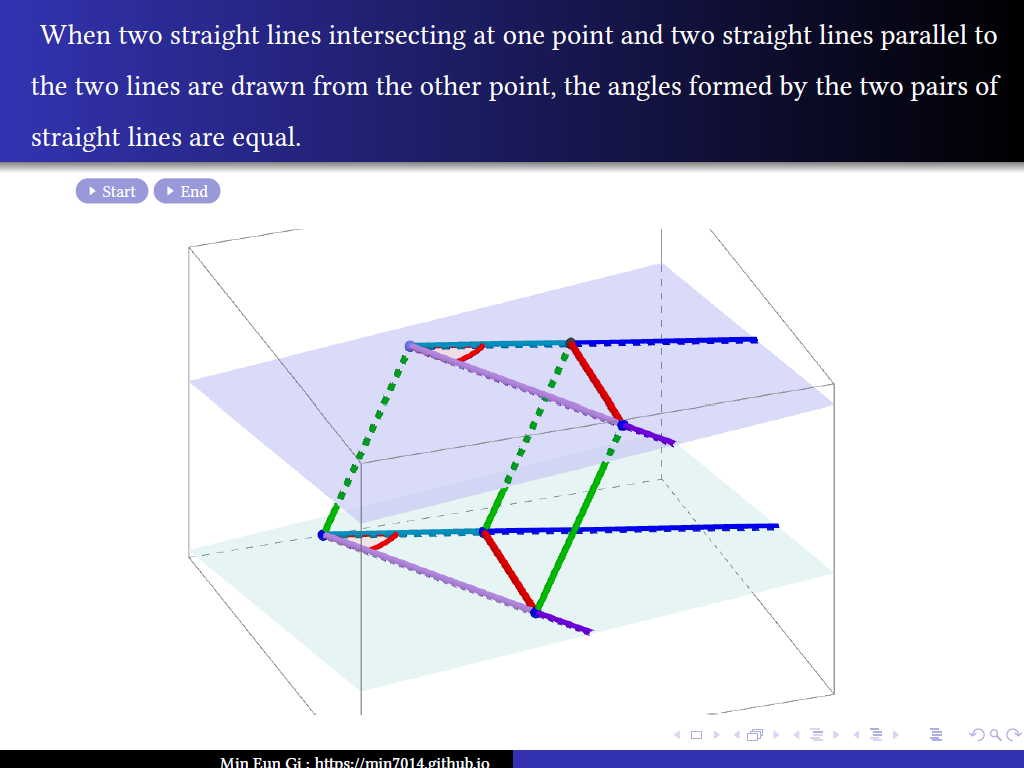 When two straight lines intersecting at one point and two straight lines parallel to
the two lines are drawn from the other point, the angles formed by the two pairs of
straight lines are equal.
Start End
Min Eun Gi : https://min7014.github.io